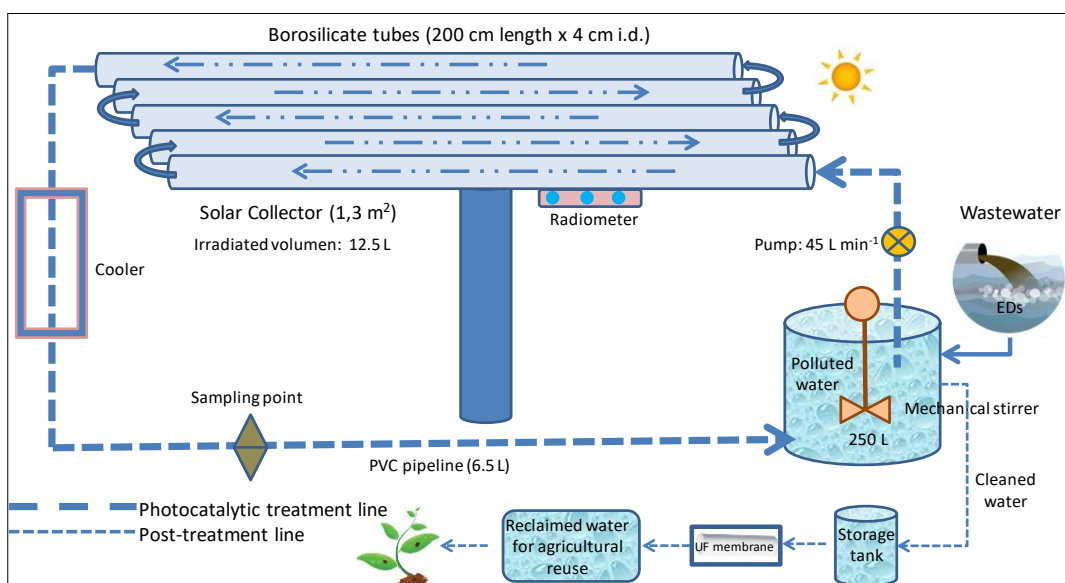 Borosilicate tubes (200 cm length x 4 cm i.d.)
Solar Collector (1,3 m²)
Irradiated volumen: 12.5 L
Radiometer
Cooler
Pump: 45 L min⁻¹
Wastewater
EDs
Polluted
water
Mechanical stirrer
250 L
Sampling point
PVC pipeline (6.5 L)
Cleaned
water
Photocatalytic treatment line
Post-treatment line
Reclaimed water
for agricultural
reuse
UF membrane
Storage
tank